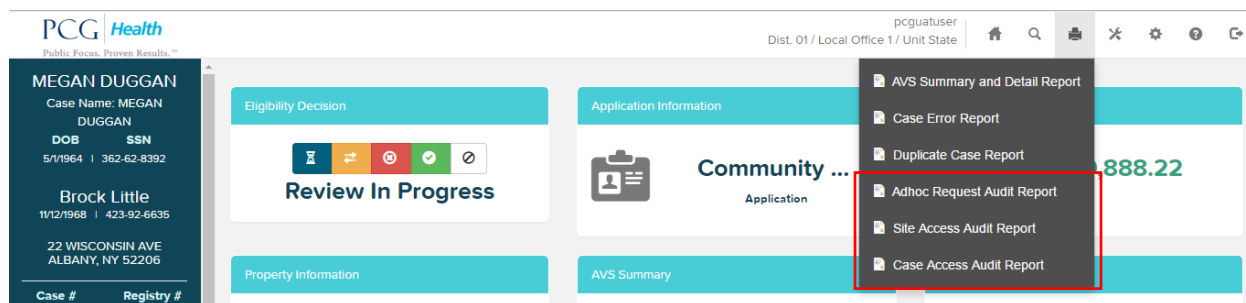 PCG Health
Public Focus. Proven Results.™
pcguatuser
Dist. 01 / Local Office 1 / Unit State
MEGAN DUGGAN
Case Name: MEGAN
DUGGAN
DOB SSN
5/1/1964 | 362-62-8392
Brock Little
11/12/1968 | 423-92-6635
22 WISCONSIN AVE
ALBANY, NY 52206
Case # Registry #
Eligibility Decision
Review In Progress
Property Information
Application Information
Community ...
Application
AVS Summary
888.22
AVS Summary and Detail Report
Case Error Report
Duplicate Case Report
Adhoc Request Audit Report
Site Access Audit Report
Case Access Audit Report